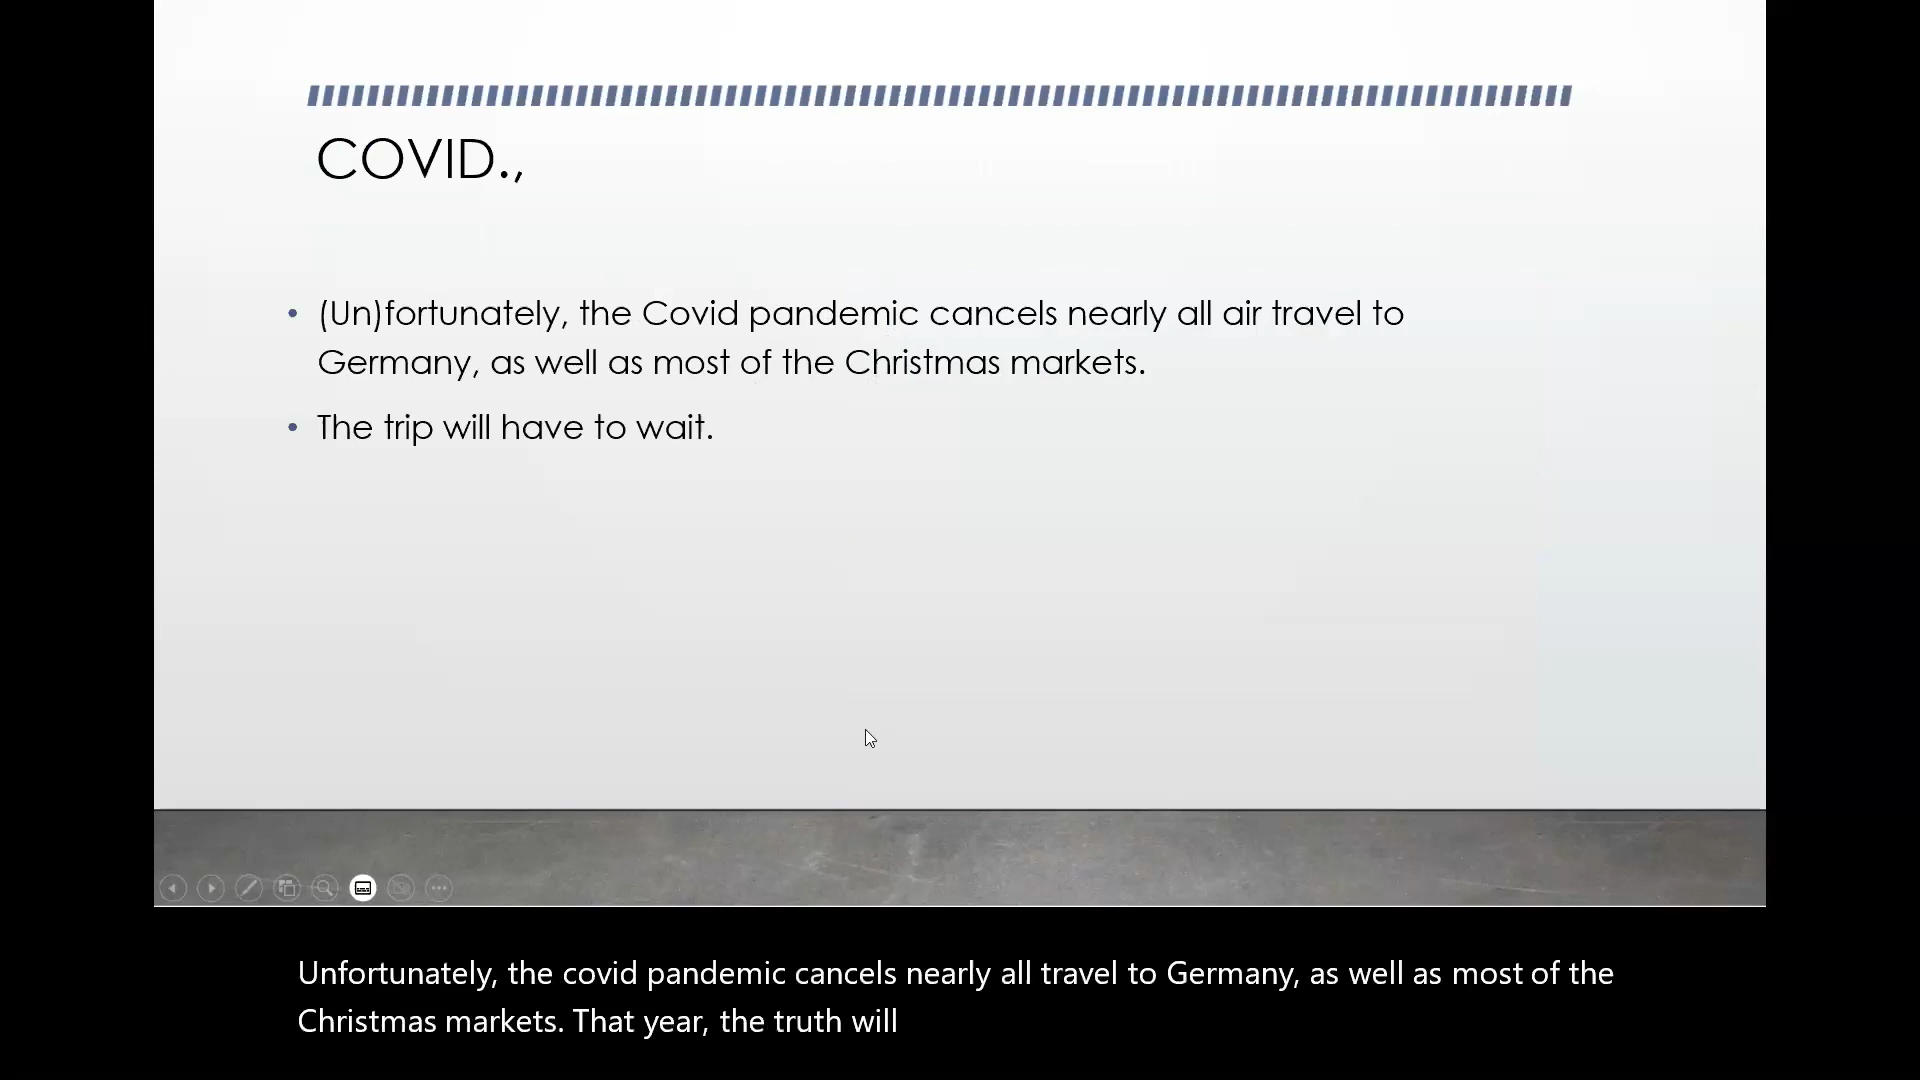 COVID.,
• (Un)fortunately, the Covid pandemic cancels nearly all air travel to
Germany, as well as most of the Christmas markets.
• The trip will have to wait.
Unfortunately, the covid pandemic cancels nearly all travel to Germany, as well as most of the
Christmas markets. That year, the truth will